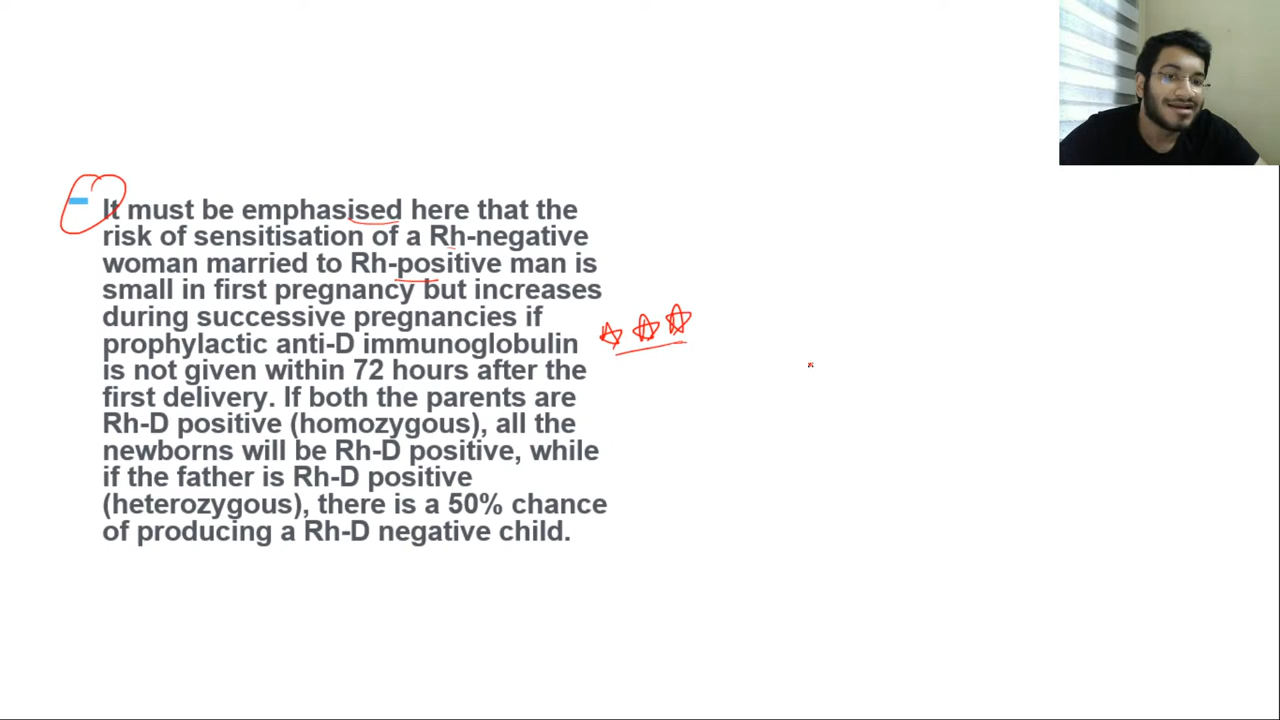 It must be emphasised here that the
risk of sensitisation of a Rh-negative
woman married to Rh-positive man is
small in first pregnancy but increases
during successive pregnancies if
prophylactic anti-D immunoglobulin
is not given within 72 hours after the
first delivery. If both the parents are
Rh-D positive (homozygous), all the
newborns will be Rh-D positive, while
if the father is Rh-D positive
(heterozygous), there is a 50% chance
of producing a Rh-D negative child.